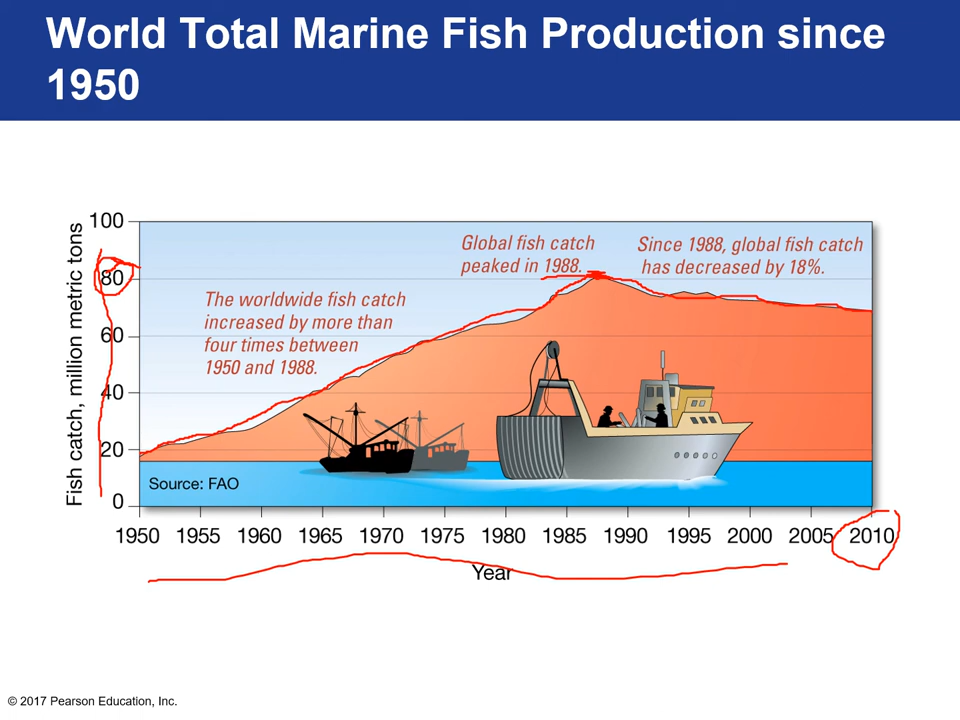 World Total Marine Fish Production since
1950
Fish catch, million metric tons
100
80
60
40
20
0
Global fish catch
peaked in 1988.
Since 1988, global fish catch
has decreased by 18%.
The worldwide fish catch
increased by more than
four times between
1950 and 1988.
Source: FAO
1950 1955 1960 1965 1970 1975 1980 1985 1990 1995 2000 2005 2010
Year
© 2017 Pearson Education, Inc.